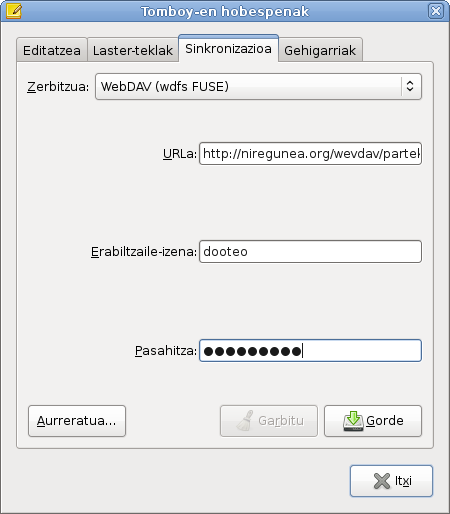 Tomboy-en hobespenak
Editatzea Laster-teklak Sinkronizazioa Gehigarriak
Zerbitzua: WebDAV (wdfs FUSE)
URLa: http://niregunea.org/wevdav/partek
Erabiltzaile-izena: dooteo
Pasahitza: ●●●●●●●●●
Aurreratua... Garbitu Gorde
Itxi